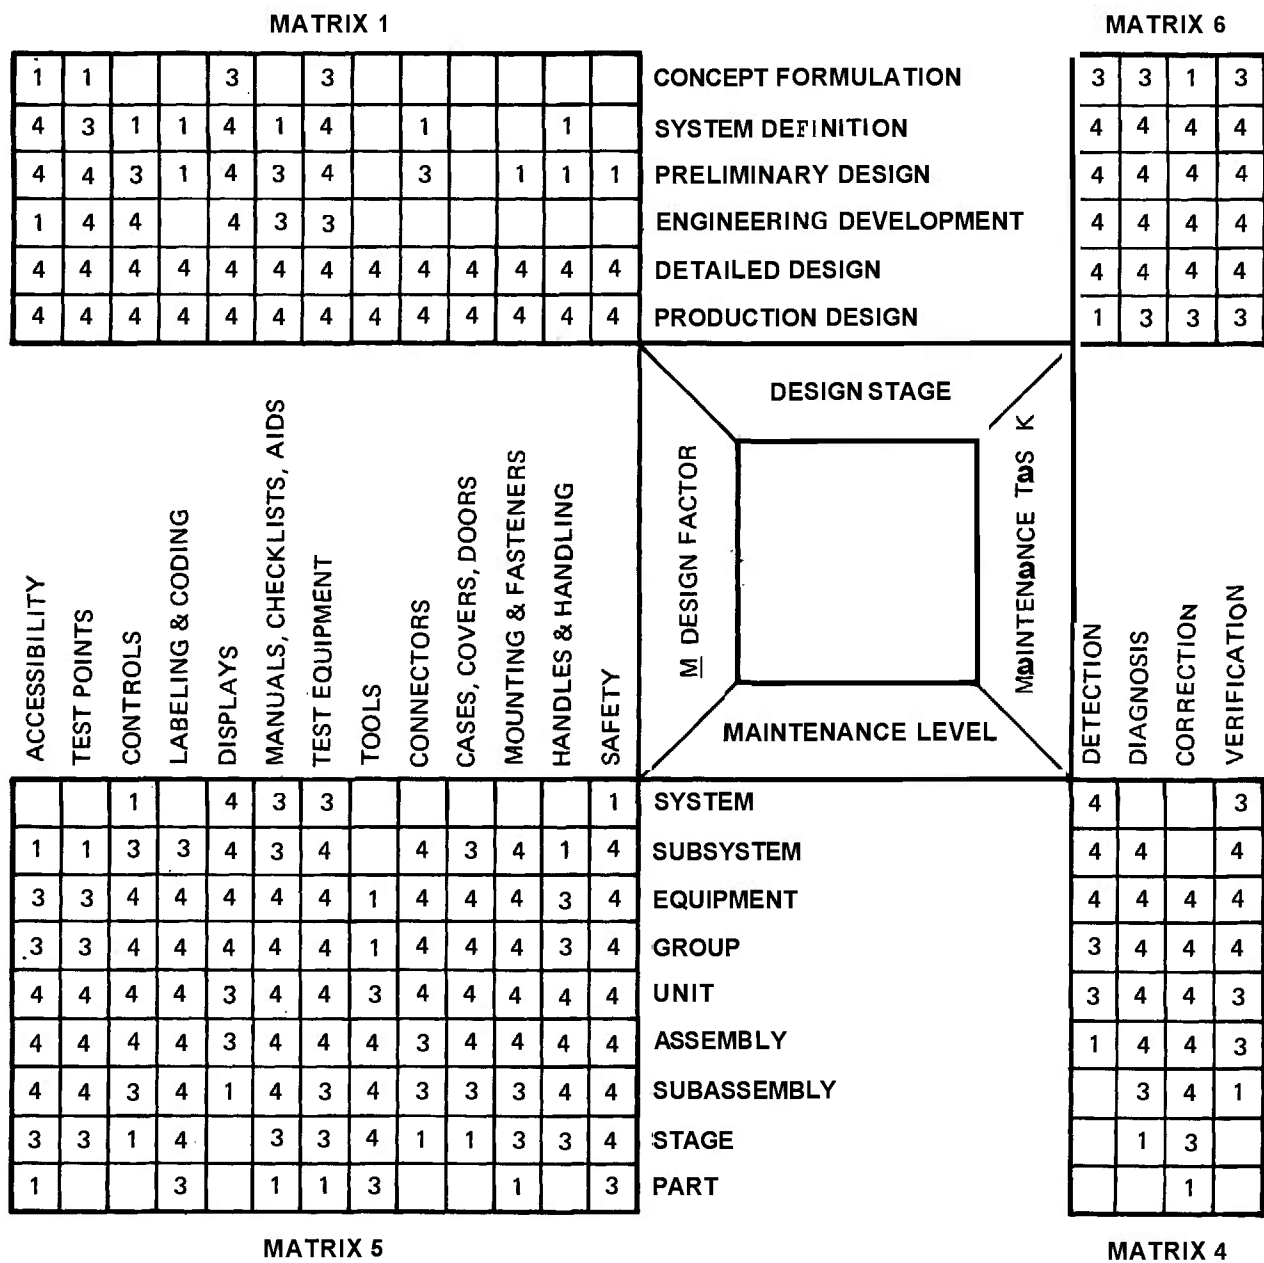 MATRIX 1 MATRIX 6
1 1 3 3 CONCEPT FORMULATION 3 3 1 3
4 3 1 1 4 1 4 1 1 SYSTEM DEFINITION 4 4 4 4
4 4 3 1 4 3 4 3 1 1 1 PRELIMINARY DESIGN 4 4 4 4
1 4 4 4 3 3 ENGINEERING DEVELOPMENT 4 4 4 4
4 4 4 4 4 4 4 4 4 4 4 4 4 DETAILED DESIGN 4 4 4 4
4 4 4 4 4 4 4 4 4 4 4 4 4 PRODUCTION DESIGN 1 3 3 3
DESIGN STAGE
M DESIGN FACTOR
MAINTENANCE TASK
MAINTENANCE LEVEL
ACCESSIBILITY
TEST POINTS
CONTROLS
LABELING & CODING
DISPLAYS
MANUALS, CHECKLISTS, AIDS
TEST EQUIPMENT
TOOLS
CONNECTORS
CASES, COVERS, DOORS
MOUNTING & FASTENERS
HANDLES & HANDLING
SAFETY
DETECTION
DIAGNOSIS
CORRECTION
VERIFICATION
1 4 3 3 1 SYSTEM 4 3
1 1 3 3 4 3 4 4 3 4 1 4 SUBSYSTEM 4 4 4
3 3 4 4 4 4 4 1 4 4 4 3 4 EQUIPMENT 4 4 4 4
3 3 4 4 4 4 4 1 4 4 4 3 4 GROUP 3 4 4 4
4 4 4 4 3 4 4 3 4 4 4 4 4 UNIT 3 4 4 3
4 4 4 4 3 4 4 4 3 4 4 4 4 ASSEMBLY 1 4 4 3
4 4 3 4 1 4 3 4 3 3 3 4 4 SUBASSEMBLY 3 4 1
3 3 1 4 3 3 4 1 1 3 3 4 STAGE 1 3
1 3 1 1 3 1 3 PART 1
MATRIX 5 MATRIX 4